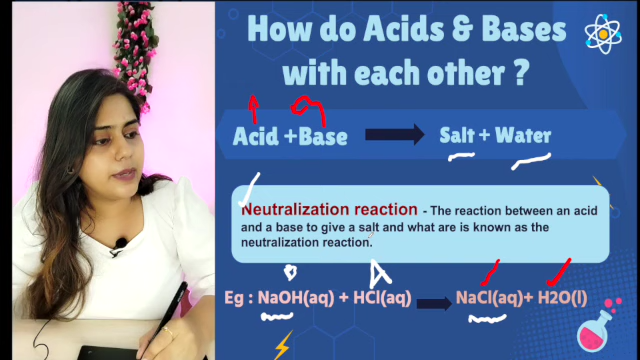 How do Acids & Bases
with each other ?
Acid +Base Salt + Water
Neutralization reaction - The reaction between an acid
and a base to give a salt and what are is known as the
neutralization reaction.
A
Eg : NaOH(aq) + HCl(aq) NaCl(aq)+ H2O(l)